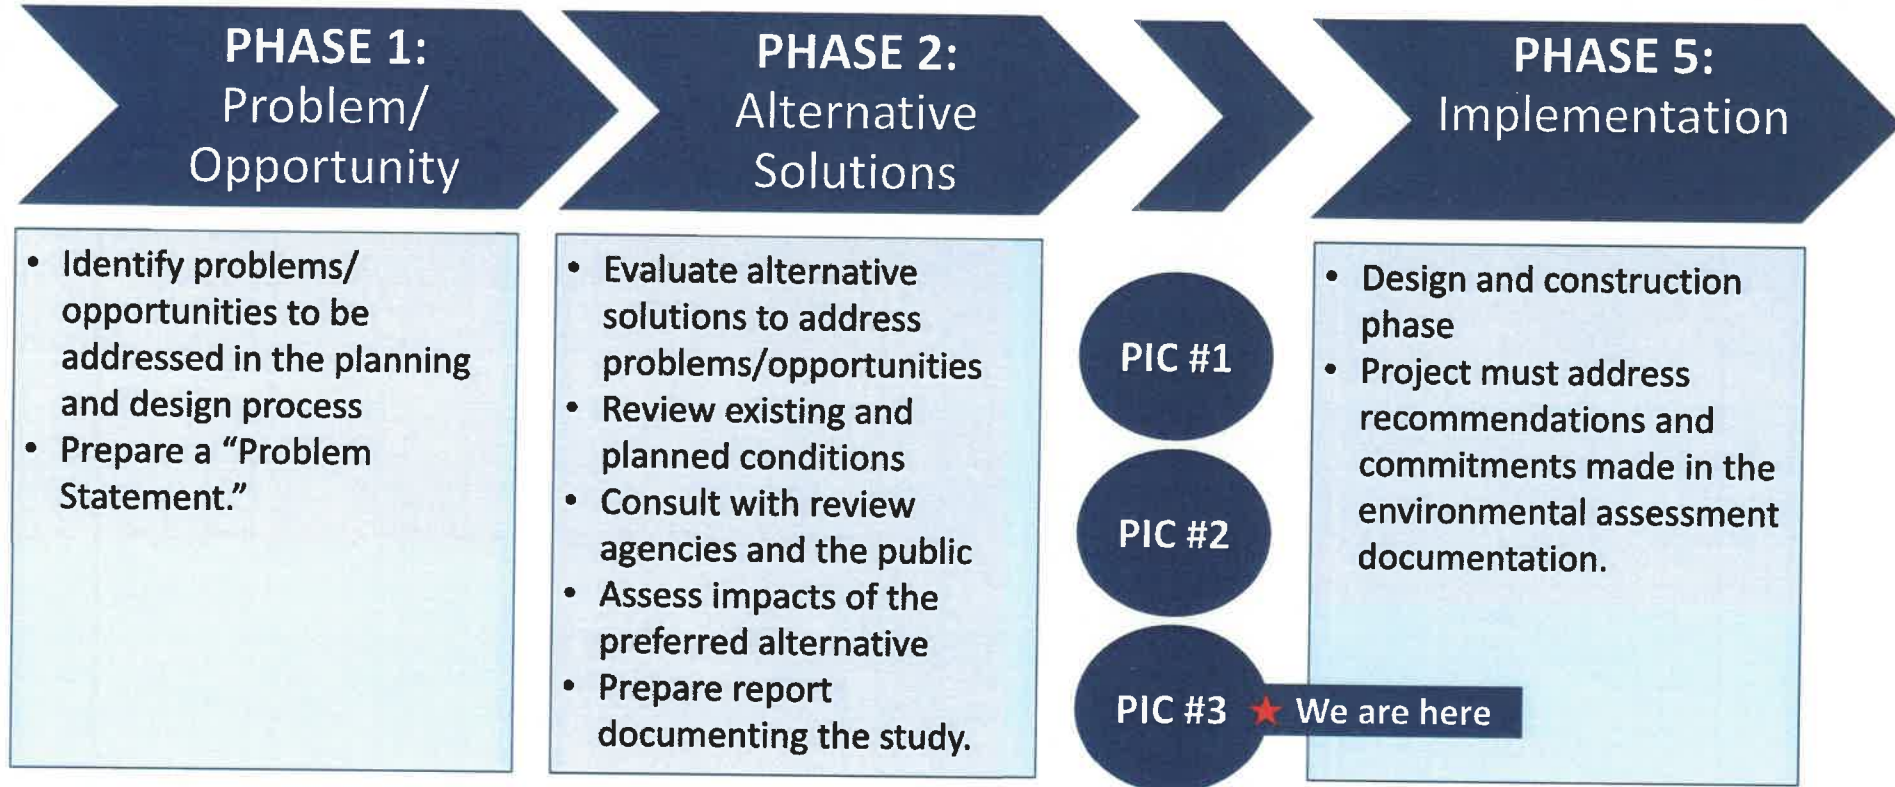 PHASE 1:
Problem/
Opportunity
• Identify problems/
opportunities to be
addressed in the planning
and design process
• Prepare a “Problem
Statement.”
PHASE 2:
Alternative
Solutions
• Evaluate alternative
solutions to address
problems/opportunities
• Review existing and
planned conditions
• Consult with review
agencies and the public
• Assess impacts of the
preferred alternative
• Prepare report
documenting the study.
PIC #1
PIC #2
PIC #3
We are here
PHASE 5:
Implementation
• Design and construction
phase
• Project must address
recommendations and
commitments made in the
environmental assessment
documentation.